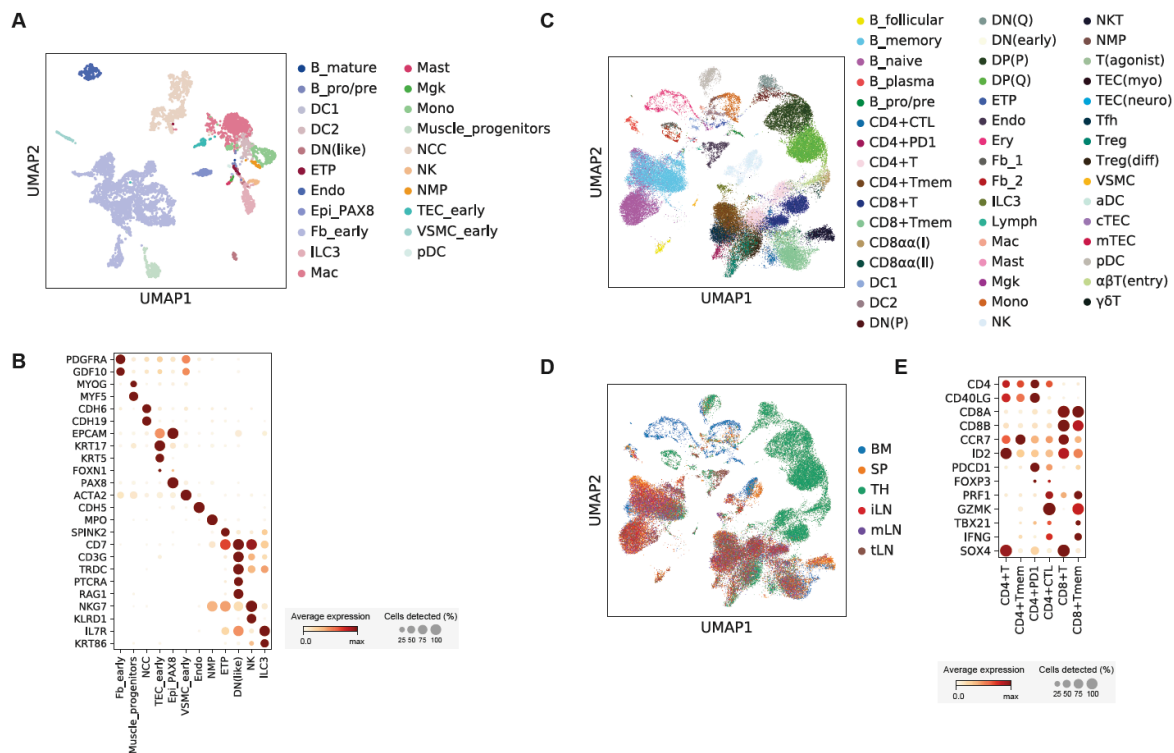 A
UMAP2
UMAP1
B_mature
B_pro/pre
DC1
DC2
DN(like)
ETP
Endo
Epi_PAX8
Fb_early
ILC3
Mac
Mast
Mgk
Mono
Muscle_progenitors
NCC
NK
NMP
TEC_early
VSMC_early
pDC
C
UMAP2
UMAP1
B_follicular
B_memory
B_naive
B_plasma
B_pro/pre
CD4+CTL
CD4+PD1
CD4+T
CD4+Tmem
CD8+T
CD8+Tmem
CD8αα(I)
CD8αα(II)
DC1
DC2
DN(P)
DN(Q)
DN(early)
DP(P)
DP(Q)
ETP
Endo
Ery
Fb_1
Fb_2
ILC3
Lymph
Mac
Mast
Mgk
Mono
NK
NKT
NMP
T(agonist)
TEC(myo)
TEC(neuro)
Tfh
Treg
Treg(diff)
VSMC
aDC
cTEC
mTEC
pDC
αβT(entry)
γδT
B
PDGFRA
GDF10
MYOG
MYF5
CDH6
CDH19
EPCAM
KRT17
KRT5
FOXN1
PAX8
ACTA2
CDH5
MPO
SPINK2
CD7
CD3G
TRDC
PTCRA
RAG1
NKG7
KLRD1
IL7R
KRT86
Fb_early
Muscle_progenitors
NCC
TEC_early
Epi_PAX8
VSMC_early
Endo
NMP
ETP
DN(like)
NK
ILC3
Average expression
0.0 max
Cells detected (%)
25 50 75 100
D
UMAP2
UMAP1
BM
SP
TH
iLN
mLN
tLN
E
CD4
CD40LG
CD8A
CD8B
CCR7
ID2
PDCD1
FOXP3
PRF1
GZMK
TBX21
IFNG
SOX4
CD4+T
CD4+Tmem
CD4+PD1
CD4+CTL
CD8+T
CD8+Tmem
Average expression
0.0 max
Cells detected (%)
25 50 75 100